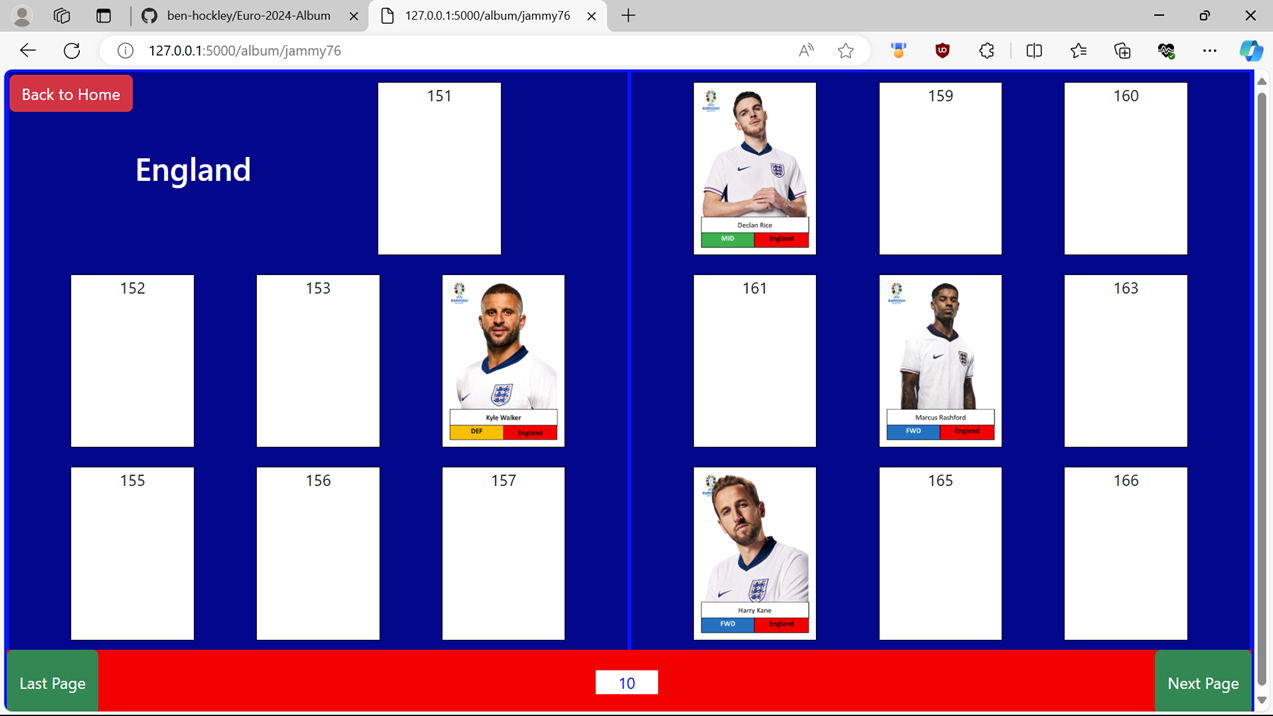 ben-hockley/Euro-2024-Album
127.0.0.1:5000/album/jammy76
127.0.0.1:5000/album/jammy76
Back to Home
England
151
152
153
Kyle Walker
DEF England
155
156
157
Declan Rice
MID England
159
160
161
Marcus Rashford
FWD England
163
Harry Kane
FWD England
165
166
Last Page
10
Next Page